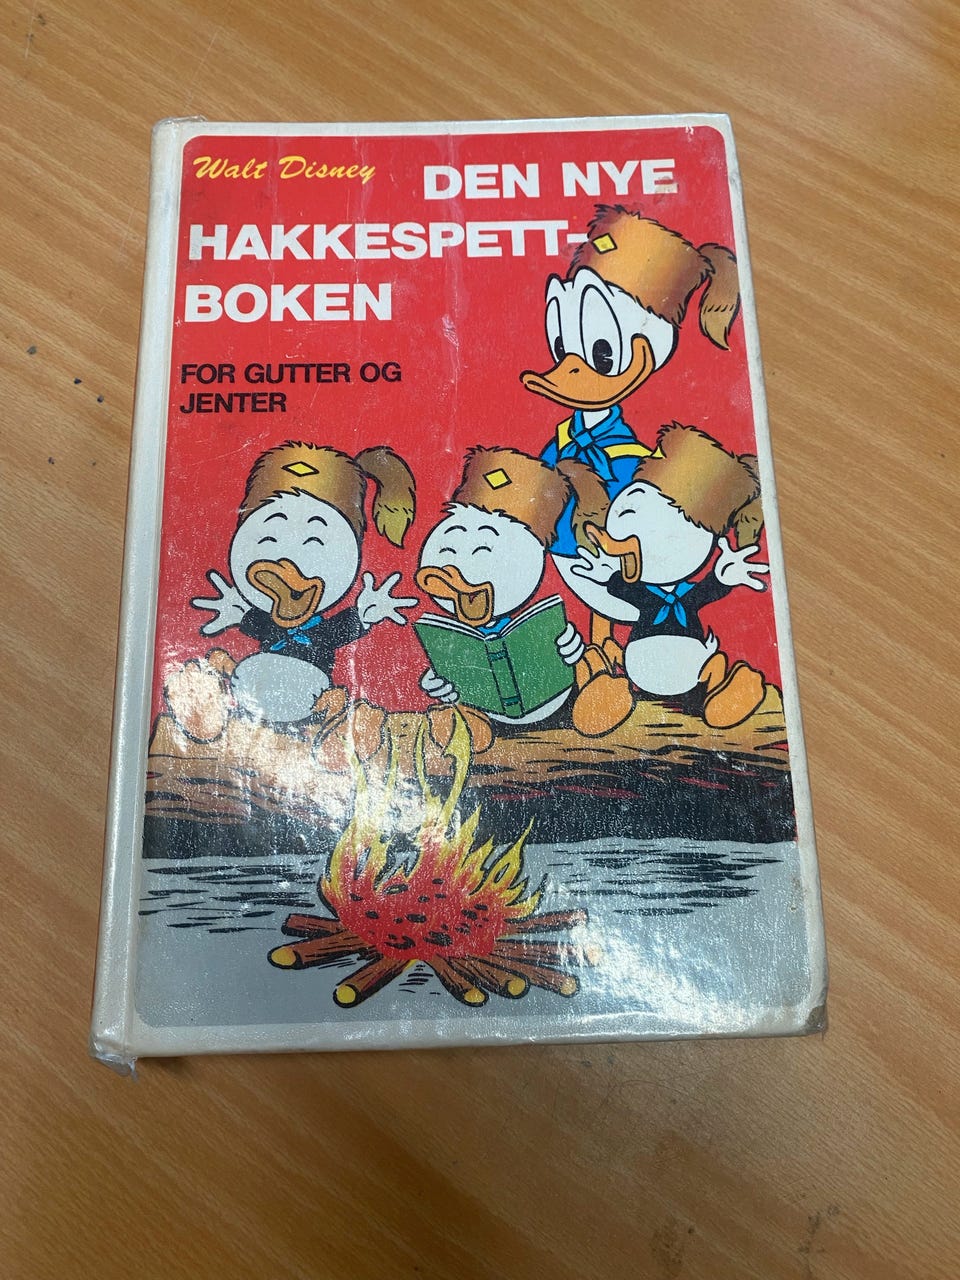 Walt Disney
DEN NYE
HAKKESPETT-
BOKEN
FOR GUTTER OG
JENTER